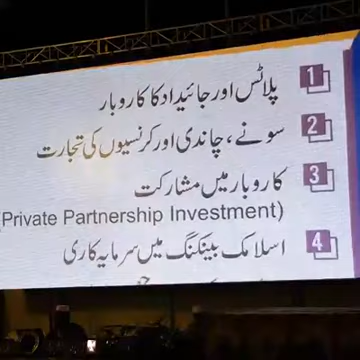 1 پلاٹس اور جائیداد کا کاروبار
2 سونے، چاندی اور کرنسیوں کی تجارت
3 کاروبار میں مشارکت
(Private Partnership Investment)
4 اسلامک بینکنگ میں سرمایہ کاری